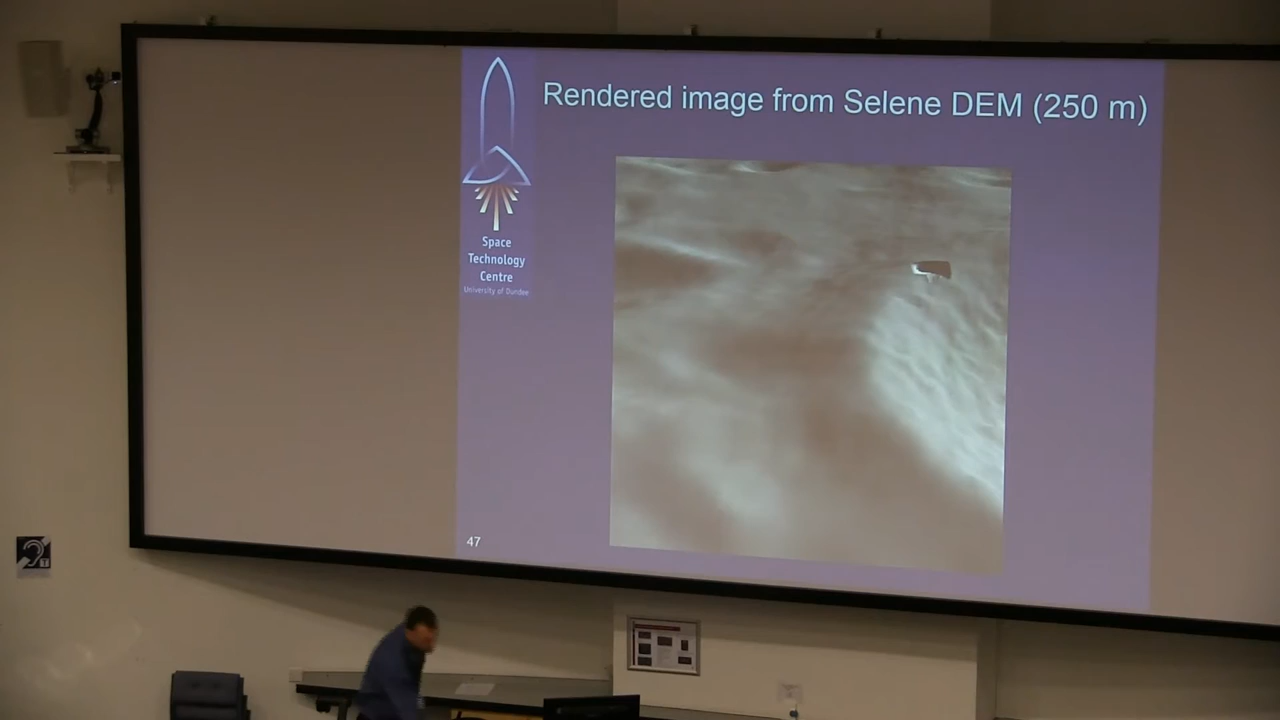 Rendered image from Selene DEM (250 m)
Space
Technology
Centre
University of Dundee
47
T